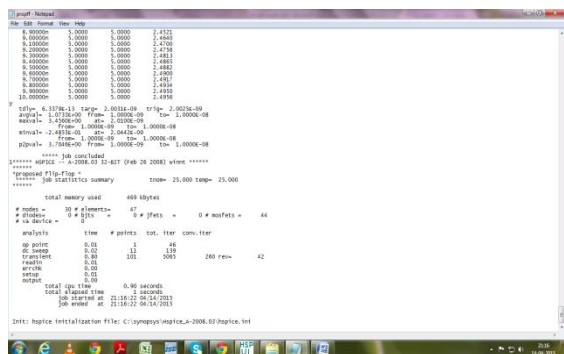 propff - Notepad
File Edit Format View Help
8.90000n 5.0000 5.0000 2.4521
9.00000n 5.0000 5.0000 2.4640
9.10000n 5.0000 5.0000 2.4700
9.20000n 5.0000 5.0000 2.4758
9.30000n 5.0000 5.0000 2.4813
9.40000n 5.0000 5.0000 2.4865
9.50000n 5.0000 5.0000 2.4882
9.60000n 5.0000 5.0000 2.4900
9.70000n 5.0000 5.0000 2.4917
9.80000n 5.0000 5.0000 2.4934
9.90000n 5.0000 5.0000 2.4950
10.00000n 5.0000 5.0000 2.4956
y
tdly= 6.3379E-13 targ= 2.0031E-09 trig= 2.0025E-09
avgval= 1.0733E+00 from= 1.0000E-09 to= 1.0000E-08
maxval= 3.4560E+00 at= 2.0100E-09
from= 1.0000E-09 to= 1.0000E-08
minval= -2.4853E-01 at= 2.0442E-09
from= 1.0000E-09 to= 1.0000E-08
p2pval= 3.7046E+00 from= 1.0000E-09 to= 1.0000E-08
***** job concluded
1****** HSPICE -- A-2008.03 32-BIT (Feb 26 2008) winnt ******
******
*proposed flip-flop *
****** job statistics summary tnom= 25.000 temp= 25.000
******
total memory used 469 kbytes
# nodes = 30 # elements= 47
# diodes= 0 # bjts = 0 # jfets = 0 # mosfets = 44
# va device = 0
analysis time # points tot. iter conv.iter
op point 0.01 1 46
dc sweep 0.02 11 139
transient 0.80 101 5065 260 rev= 42
readin 0.01
errchk 0.00
setup 0.01
output 0.00
total cpu time 0.90 seconds
total elapsed time 1 seconds
job started at 21:16:22 04/14/2015
job ended at 21:16:22 04/14/2015
Init: hspice initialization file: C:\synopsys\Hspice_A-2008.03\hspice.ini
HSP
UI
21:16
14-04-2015